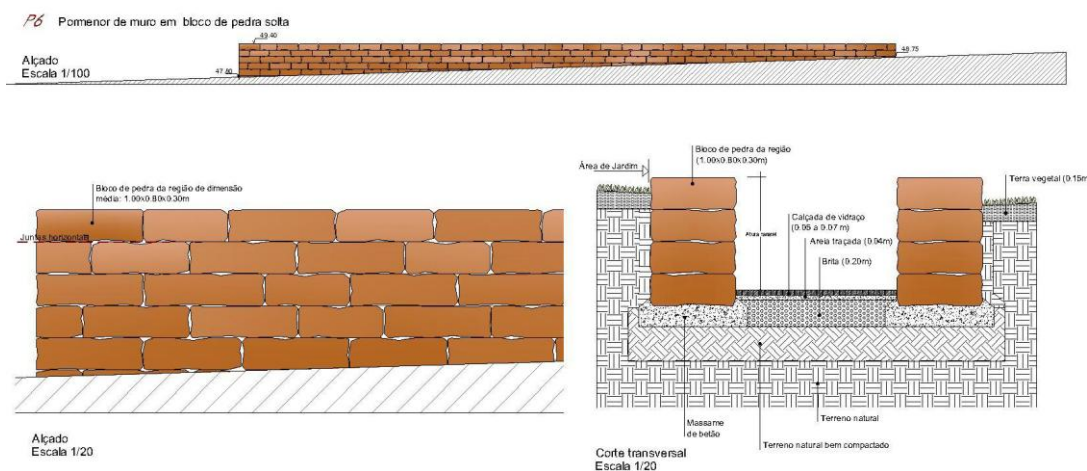 P6 Pormenor de muro em bloco de pedra solta
49.40
48.75
47.80
Alçado
Escala 1/100
Bloco de pedra da região de dimensão
média: 1.00x0.80x0.30m
Juntas horizontais
Alçado
Escala 1/20
Bloco de pedra da região
(1.00x0.80x0.30m)
Área de Jardim
Terra vegetal (0.15m
Calçada de vidraço
(0.05 a 0.07 m)
Areia traçada (0.04m)
Altura
Brita (0.20m)
Massame
de betão
Terreno natural
Terreno natural bem compactado
Corte transversal
Escala 1/20